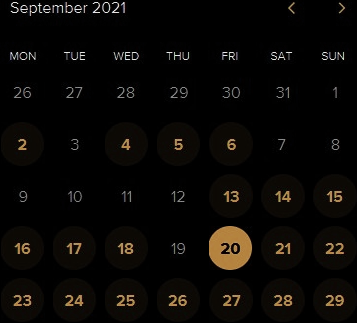 September 2021
MON TUE WED THU FRI SAT SUN
26 27 28 29 30 31 1
2 3 4 5 6 7 8
9 10 11 12 13 14 15
16 17 18 19 20 21 22
23 24 25 26 27 28 29